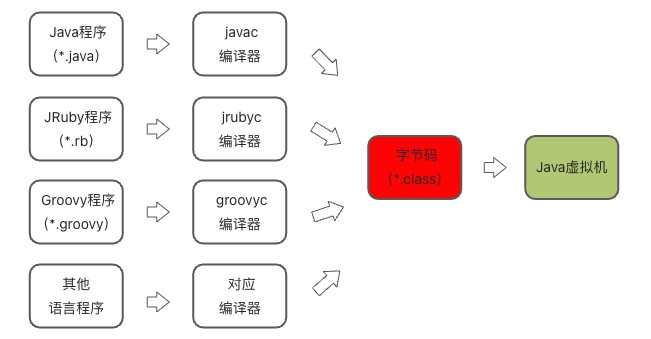 Java程序
(*.java)
javac
编译器
JRuby程序
(*.rb)
jrubyc
编译器
字节码
(*.class)
Java虚拟机
Groovy程序
(*.groovy)
groovyc
编译器
其他
语言程序
对应
编译器